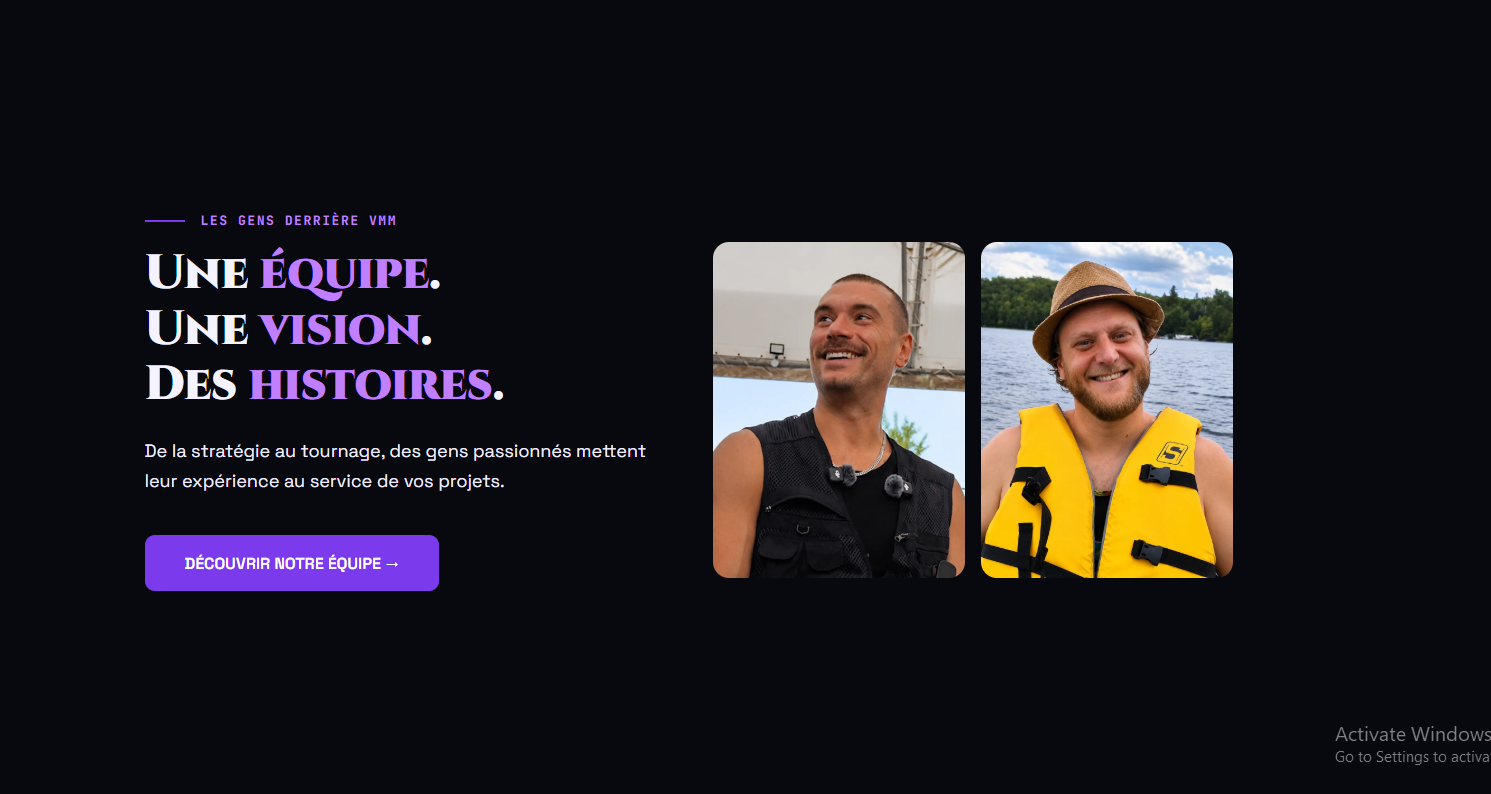 LES GENS DERRIÈRE VMM
UNE ÉQUIPE.
UNE VISION.
DES HISTOIRES.
De la stratégie au tournage, des gens passionnés mettent
leur expérience au service de vos projets.
DÉCOUVRIR NOTRE ÉQUIPE →
S
Activate Windows
Go to Settings to activa